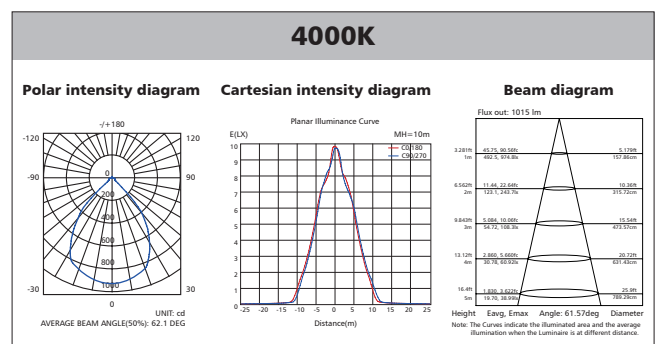 4000K
Polar intensity diagram
Cartesian intensity diagram
Beam diagram
-/+180
-120
120
-90
90
0
200
400
600
800
1000
-30
30
0
UNIT: cd
AVERAGE BEAM ANGLE(50%): 62.1 DEG
Planar Illuminance Curve
E(LX)
MH=10m
C0/180
C90/270
10
9
8
7
6
5
4
3
2
1
0
-25 -20 -15 -10 -5 0 5 10 15 20 25
Distance(m)
Flux out: 1015 lm
3.281ft 45.75, 90.56fc 5.179ft
1m 492.5, 974.8lx 157.86cm
6.562ft 11.44, 22.64fc 10.36ft
2m 123.1, 243.7lx 315.72cm
9.843ft 5.084, 10.06fc 15.54ft
3m 54.72, 108.3lx 473.57cm
13.12ft 2.860, 5.660fc 20.72ft
4m 30.78, 60.92lx 631.43cm
16.4ft 1.830, 3.622fc 25.9ft
5m 19.70, 38.99lx 789.29cm
Height Eavg, Emax Angle: 61.57deg Diameter
Note: The Curves indicate the illuminated area and the average
illumination when the Luminaire is at different distance.